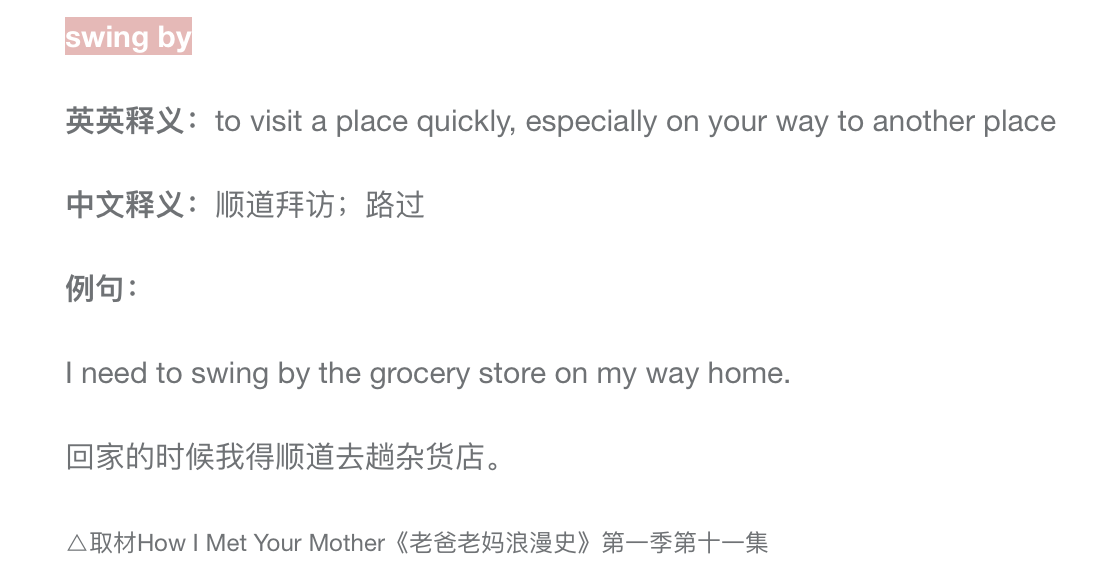 swing by
英英释义：to visit a place quickly, especially on your way to another place
中文释义：顺道拜访；路过
例句：
I need to swing by the grocery store on my way home.
回家的时候我得顺道去趟杂货店。
△取材How I Met Your Mother《老爸老妈浪漫史》第一季第十一集